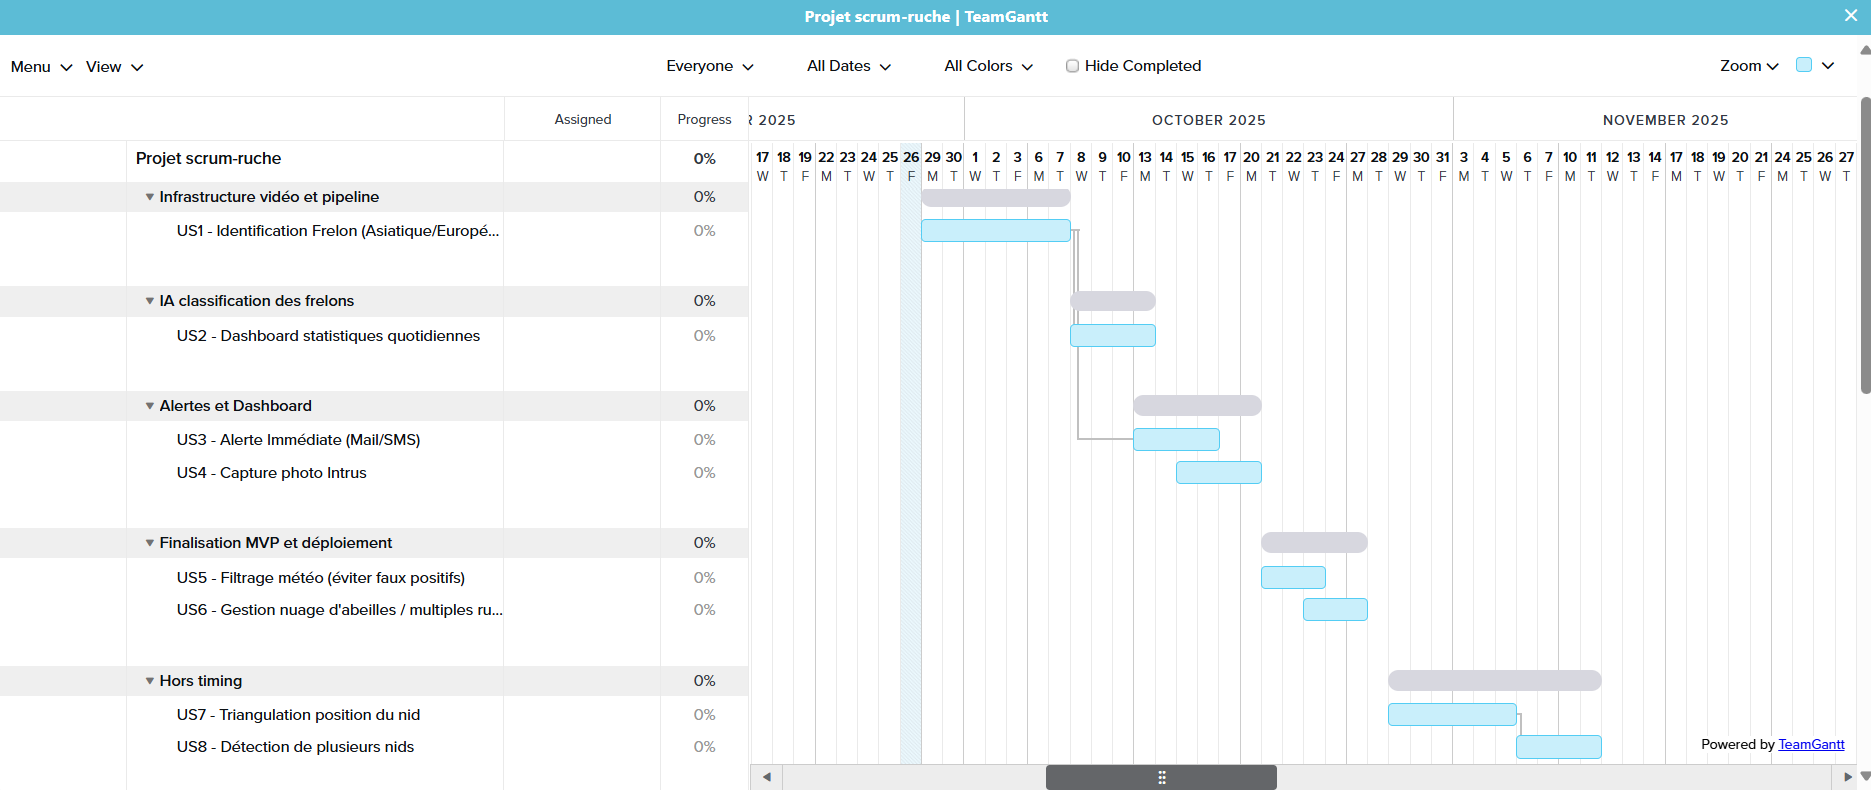 Projet scrum-ruche | TeamGantt
Menu View Everyone All Dates All Colors Hide Completed Zoom
Assigned Progress R 2025 OCTOBER 2025 NOVEMBER 2025
Projet scrum-ruche 0% 17 18 19 22 23 24 25 26 29 30 1 2 3 6 7 8 9 10 13 14 15 16 17 20 21 22 23 24 27 28 29 30 31 3 4 5 6 7 10 11 12 13 14 17 18 19 20 21 24 25 26 27
W T F M T W T F M T W T F M T W T F M T W T F M T W T F M T W T F M T W T F M T W T F M T W T F M T W T
Infrastructure vidéo et pipeline 0%
US1 - Identification Frelon (Asiatique/Europé... 0%
IA classification des frelons 0%
US2 - Dashboard statistiques quotidiennes 0%
Alertes et Dashboard 0%
US3 - Alerte Immédiate (Mail/SMS) 0%
US4 - Capture photo Intrus 0%
Finalisation MVP et déploiement 0%
US5 - Filtrage météo (éviter faux positifs) 0%
US6 - Gestion nuage d'abeilles / multiples ru... 0%
Hors timing 0%
US7 - Triangulation position du nid 0%
US8 - Détection de plusieurs nids 0%
Powered by TeamGantt